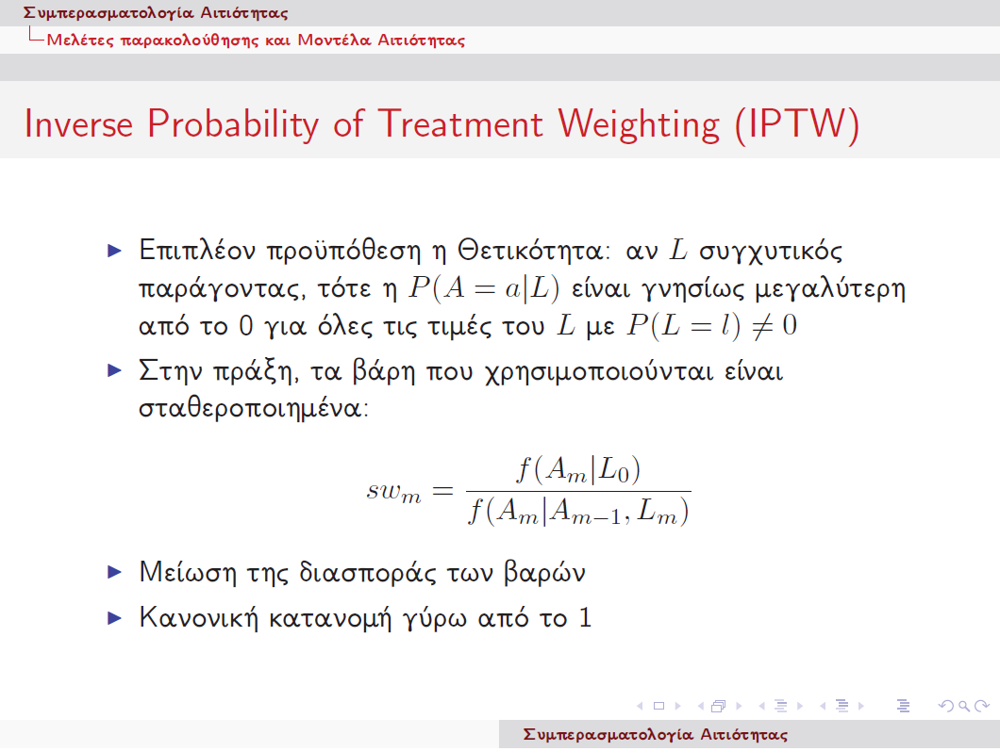 Συμπερασματολογία Αιτιότητας
Μελέτες παρακολούθησης και Μοντέλα Αιτιότητας
Inverse Probability of Treatment Weighting (IPTW)
Επιπλέον προϋπόθεση η Θετικότητα: αν L συγχυτικός
παράγοντας, τότε η P(A = a|L) είναι γνησίως μεγαλύτερη
από το 0 για όλες τις τιμές του L με P(L = l) ≠ 0
Στην πράξη, τα βάρη που χρησιμοποιούνται είναι
σταθεροποιημένα:
sw_m = \frac{f(A_m|L_0)}{f(A_m|A_{m−1}, L_m)}
Μείωση της διασποράς των βαρών
Κανονική κατανομή γύρω από το 1
Συμπερασματολογία Αιτιότητας